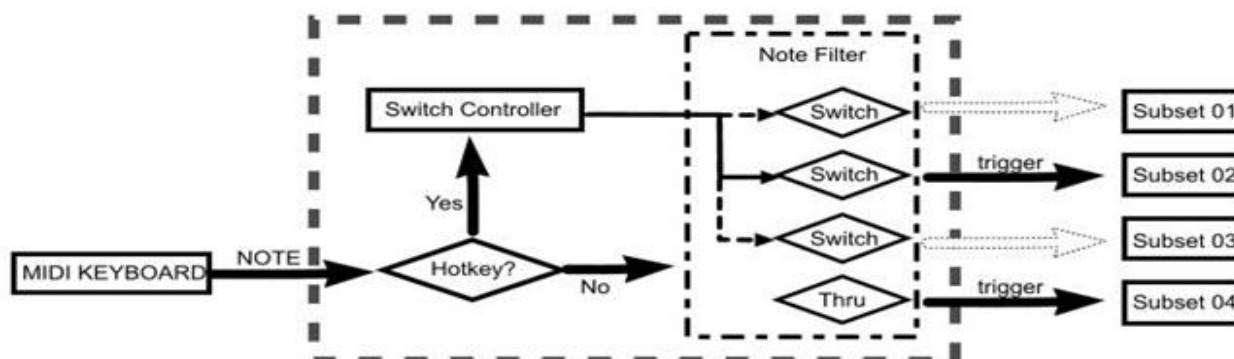 Note Filter
Switch Controller
Switch
Subset 01
Switch
trigger
Subset 02
Yes
Switch
Subset 03
MIDI KEYBOARD
NOTE
Hotkey?
No
Thru
trigger
Subset 04